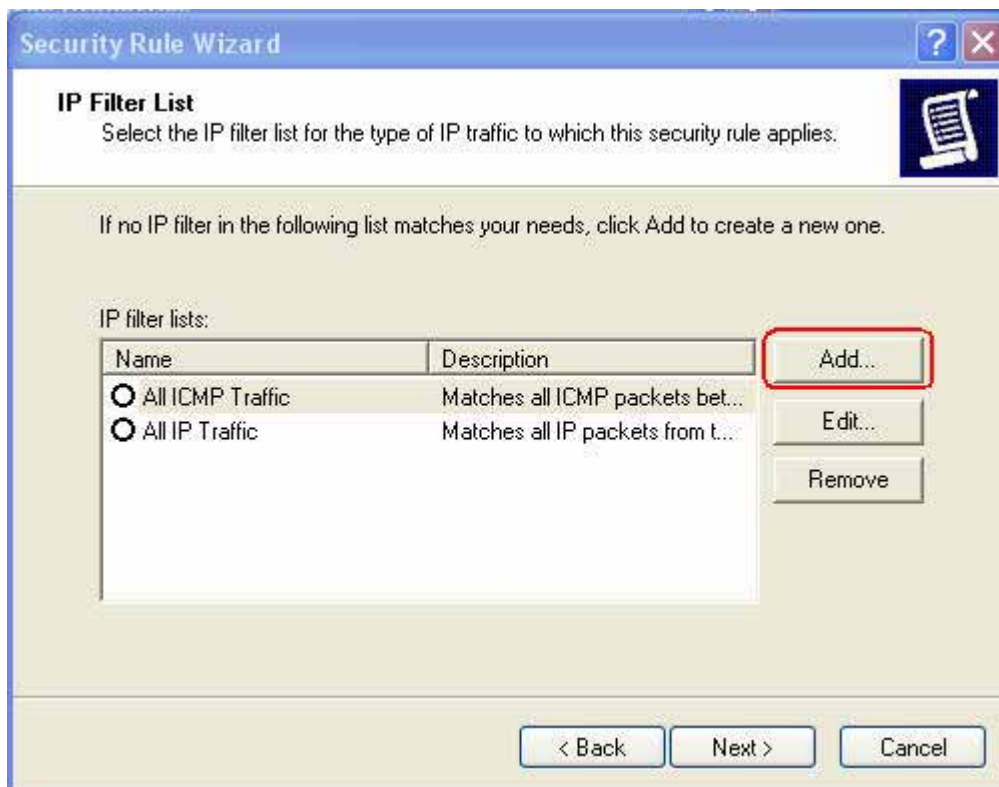 Security Rule Wizard
IP Filter List
Select the IP filter list for the type of IP traffic to which this security rule applies.
If no IP filter in the following list matches your needs, click Add to create a new one.
IP filter lists:
Name Description
All ICMP Traffic Matches all ICMP packets bet...
All IP Traffic Matches all IP packets from t...
Add...
Edit...
Remove
< Back Next > Cancel